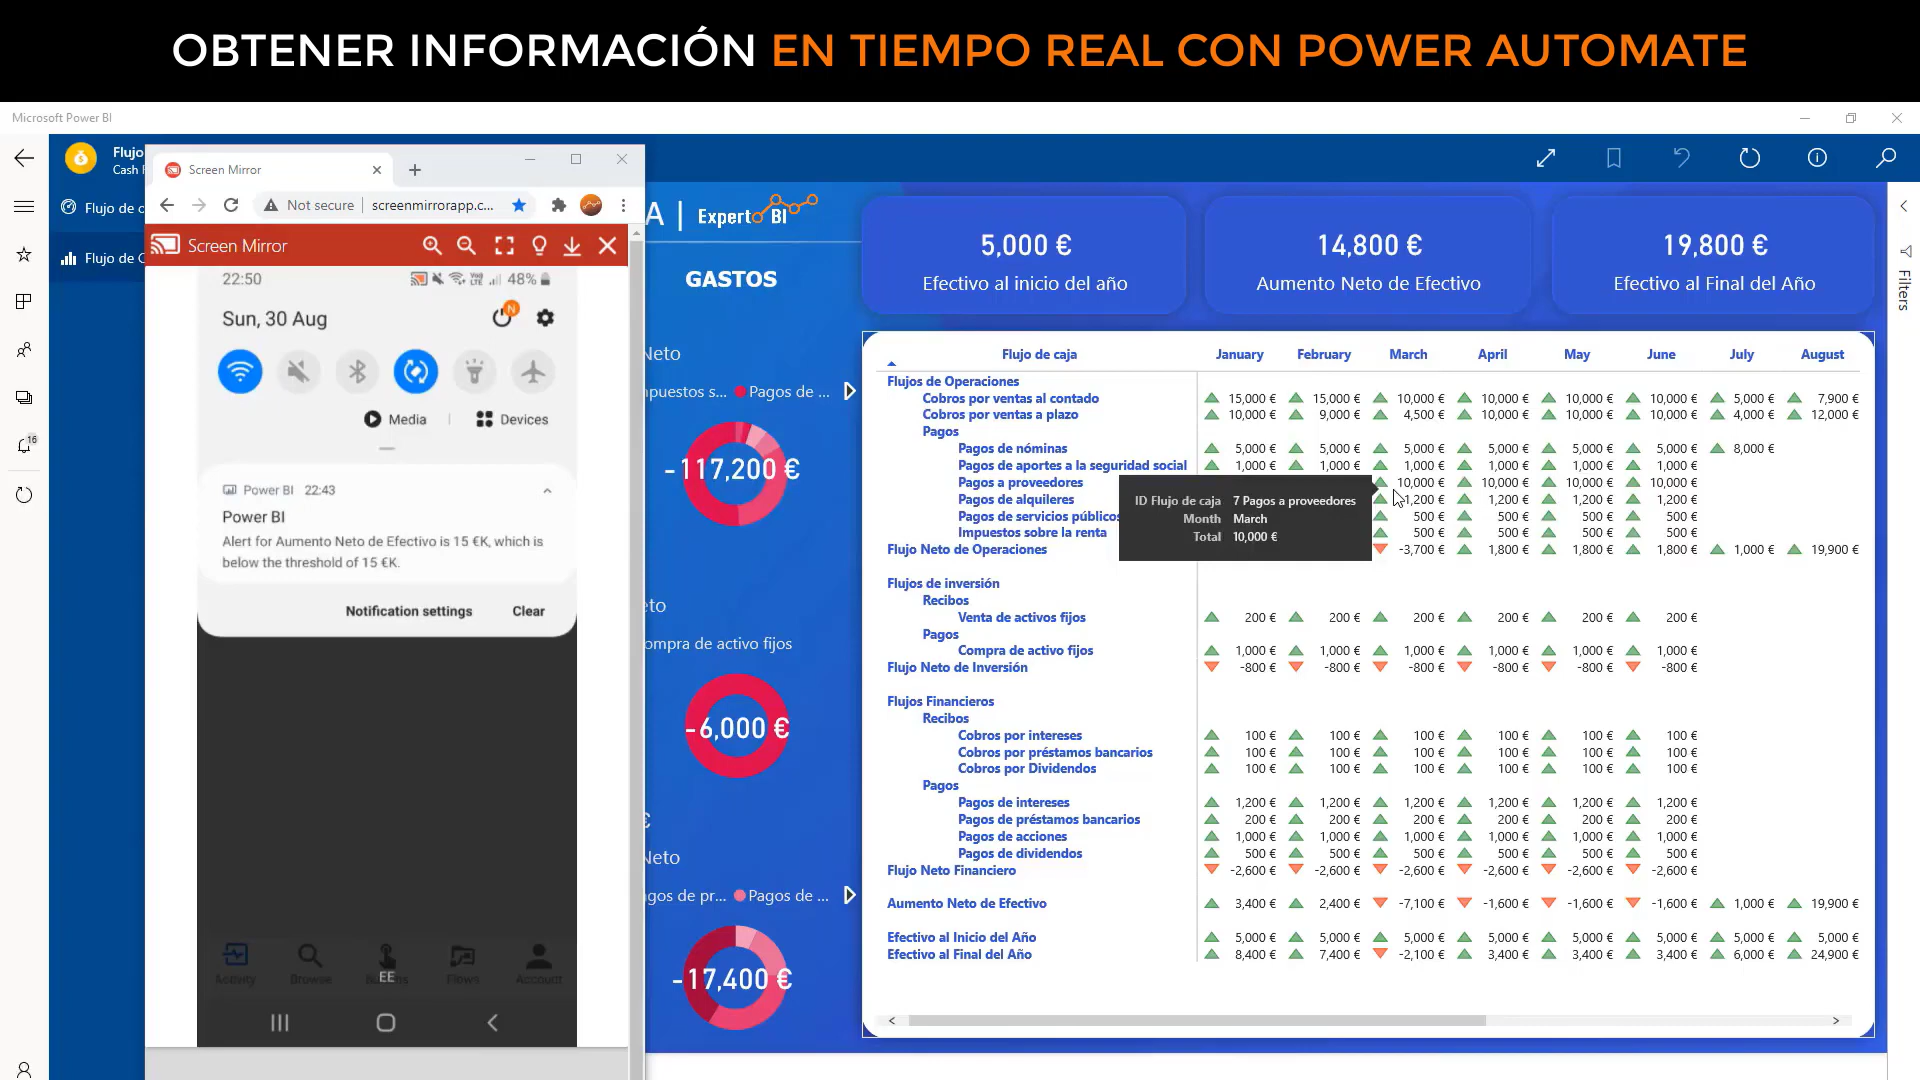 OBTENER INFORMACIÓN EN TIEMPO REAL CON POWER AUTOMATE
Microsoft Power BI
Flujo
Cash
Flujo de
Flujo de
16
Screen Mirror
Not secure
screenmirrorapp.c...
Screen Mirror
22:50
48%
Sun, 30 Aug
N
Media
Devices
Power BI 22:43
Power BI
Alert for Aumento Neto de Efectivo is 15 €K, which is
below the threshold of 15 €K.
Notification settings
Clear
Activity
Browse
EE
Flows
Account
A | Experto BI
GASTOS
Neto
puestos s... Pagos de ...
-117,200 €
eto
ompra de activo fijos
-6,000 €
€
Neto
gos de pr... Pagos de ...
-17,400 €
5,000 €
Efectivo al inicio del año
14,800 €
Aumento Neto de Efectivo
19,800 €
Efectivo al Final del Año
Filters
Flujo de caja January February March April May June July August
Flujos de Operaciones
Cobros por ventas al contado 15,000 € 15,000 € 10,000 € 10,000 € 10,000 € 10,000 € 5,000 € 7,900 €
Cobros por ventas a plazo 10,000 € 9,000 € 4,500 € 10,000 € 10,000 € 10,000 € 4,000 € 12,000 €
Pagos
Pagos de nóminas 5,000 € 5,000 € 5,000 € 5,000 € 5,000 € 5,000 € 8,000 €
Pagos de aportes a la seguridad social 1,000 € 1,000 € 1,000 € 1,000 € 1,000 € 1,000 €
Pagos a proveedores 10,000 € 10,000 € 10,000 € 10,000 €
Pagos de alquileres 1,200 € 1,200 € 1,200 € 1,200 €
Pagos de servicios públicos 500 € 500 € 500 € 500 €
Impuestos sobre la renta 500 € 500 € 500 € 500 €
Flujo Neto de Operaciones -3,700 € 1,800 € 1,800 € 1,800 € 1,000 € 19,900 €
ID Flujo de caja 7 Pagos a proveedores
Month March
Total 10,000 €
Flujos de inversión
Recibos
Venta de activos fijos 200 € 200 € 200 € 200 € 200 € 200 €
Pagos
Compra de activo fijos 1,000 € 1,000 € 1,000 € 1,000 € 1,000 € 1,000 €
Flujo Neto de Inversión -800 € -800 € -800 € -800 € -800 € -800 €
Flujos Financieros
Recibos
Cobros por intereses 100 € 100 € 100 € 100 € 100 € 100 €
Cobros por préstamos bancarios 100 € 100 € 100 € 100 € 100 € 100 €
Cobros por Dividendos 100 € 100 € 100 € 100 € 100 € 100 €
Pagos
Pagos de intereses 1,200 € 1,200 € 1,200 € 1,200 € 1,200 € 1,200 €
Pagos de préstamos bancarios 200 € 200 € 200 € 200 € 200 € 200 €
Pagos de acciones 1,000 € 1,000 € 1,000 € 1,000 € 1,000 € 1,000 €
Pagos de dividendos 500 € 500 € 500 € 500 € 500 € 500 €
Flujo Neto Financiero -2,600 € -2,600 € -2,600 € -2,600 € -2,600 € -2,600 €
Aumento Neto de Efectivo 3,400 € 2,400 € -7,100 € -1,600 € -1,600 € -1,600 € 1,000 € 19,900 €
Efectivo al Inicio del Año 5,000 € 5,000 € 5,000 € 5,000 € 5,000 € 5,000 € 5,000 € 5,000 €
Efectivo al Final del Año 8,400 € 7,400 € -2,100 € 3,400 € 3,400 € 3,400 € 6,000 € 24,900 €